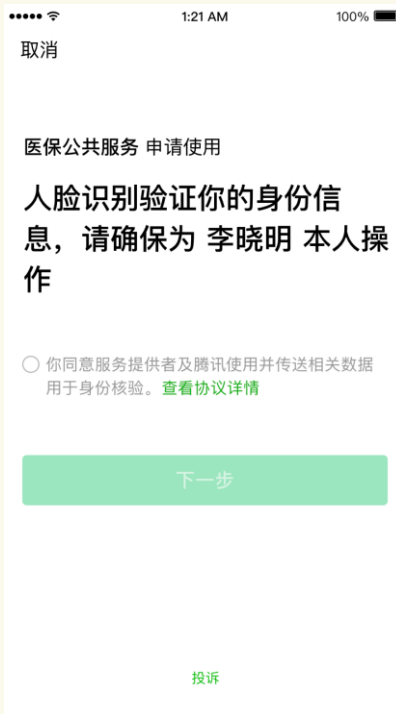 1:21 AM 100%
取消
医保公共服务 申请使用
人脸识别验证你的身份信
息，请确保为 李晓明 本人操
作
你同意服务提供者及腾讯使用并传送相关数据
用于身份核验。查看协议详情
下一步
投诉